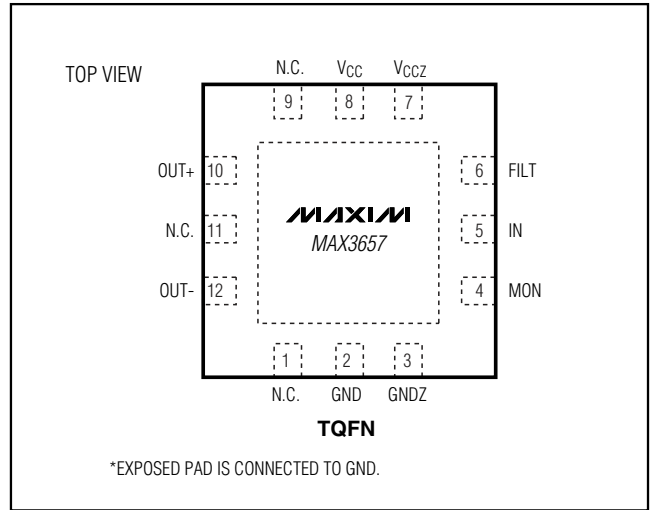 TOP VIEW
N.C. VCC VCCZ
9 8 7
OUT+ 10
6 FILT
MAXIM
N.C. 11
5 IN
MAX3657
OUT- 12
4 MON
1 2 3
N.C. GND GNDZ
TQFN
*EXPOSED PAD IS CONNECTED TO GND.